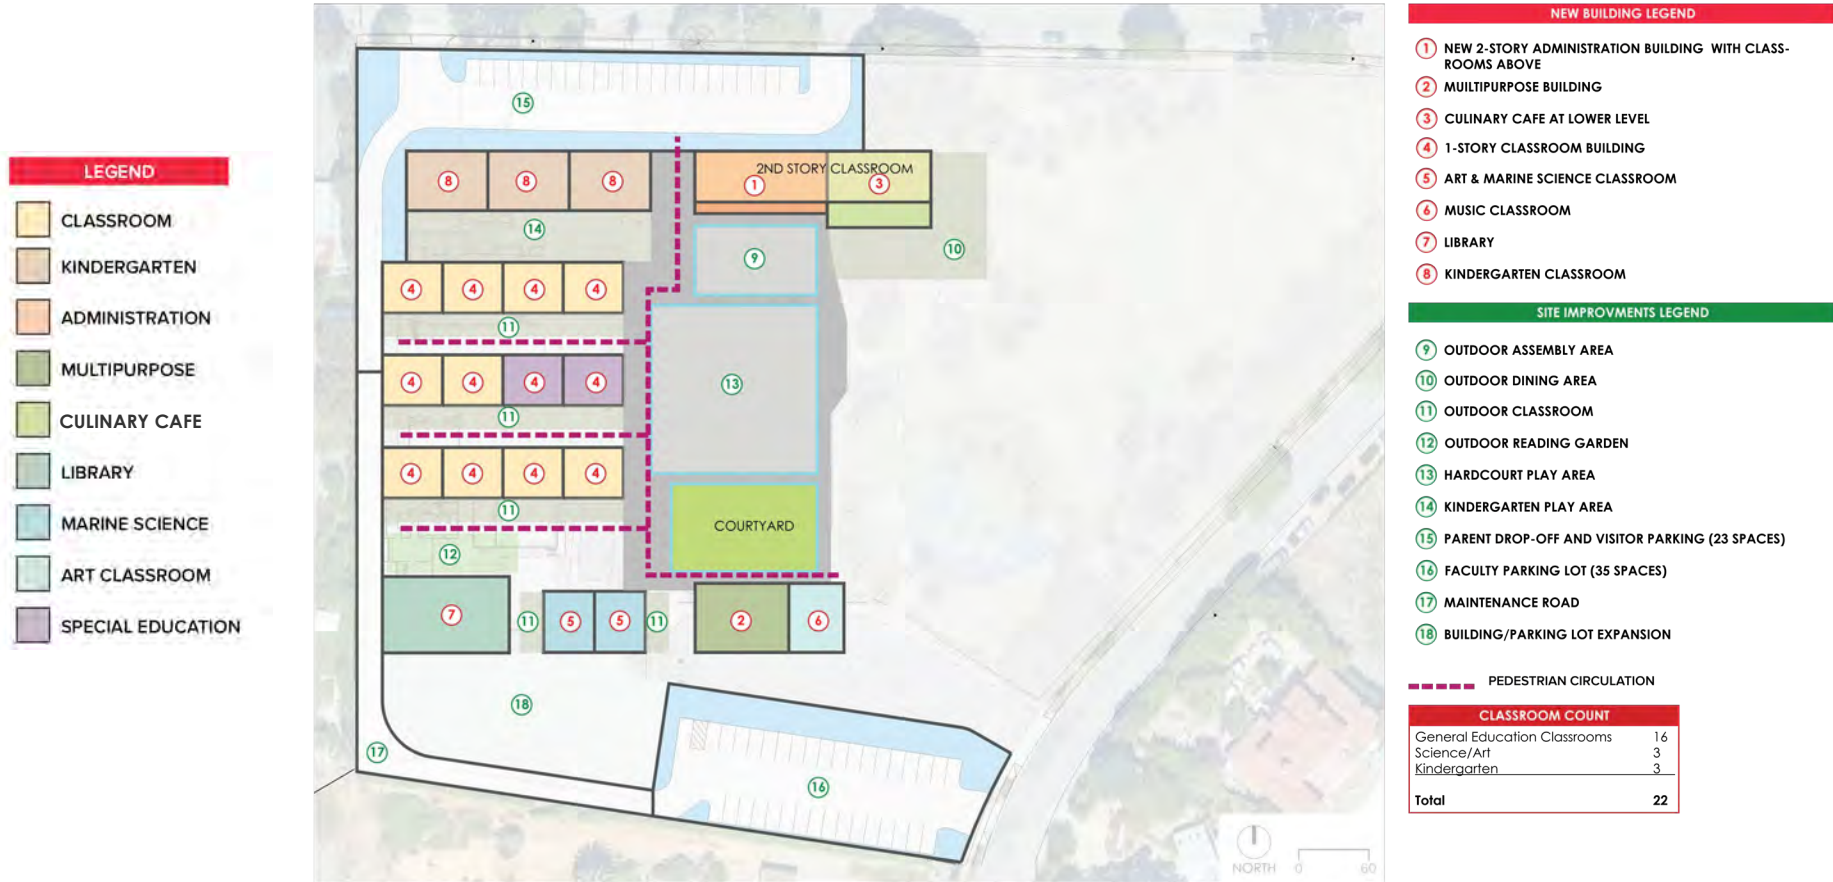 LEGEND
CLASSROOM
KINDERGARTEN
ADMINISTRATION
MULTIPURPOSE
CULINARY CAFE
LIBRARY
MARINE SCIENCE
ART CLASSROOM
SPECIAL EDUCATION
15
8 8 8
2ND STORY CLASSROOM
1 3
14
9
10
4 4 4 4
11
4 4 4 4
13
11
4 4 4 4
11
COURTYARD
12
7 11 5 5 11 2 6
18
17
16
NORTH 0 60
NEW BUILDING LEGEND
1 NEW 2-STORY ADMINISTRATION BUILDING WITH CLASS-
ROOMS ABOVE
2 MUILTIPURPOSE BUILDING
3 CULINARY CAFE AT LOWER LEVEL
4 1-STORY CLASSROOM BUILDING
5 ART & MARINE SCIENCE CLASSROOM
6 MUSIC CLASSROOM
7 LIBRARY
8 KINDERGARTEN CLASSROOM
SITE IMPROVMENTS LEGEND
9 OUTDOOR ASSEMBLY AREA
10 OUTDOOR DINING AREA
11 OUTDOOR CLASSROOM
12 OUTDOOR READING GARDEN
13 HARDCOURT PLAY AREA
14 KINDERGARTEN PLAY AREA
15 PARENT DROP-OFF AND VISITOR PARKING (23 SPACES)
16 FACULTY PARKING LOT (35 SPACES)
17 MAINTENANCE ROAD
18 BUILDING/PARKING LOT EXPANSION
PEDESTRIAN CIRCULATION
CLASSROOM COUNT
General Education Classrooms 16
Science/Art 3
Kindergarten 3
Total 22